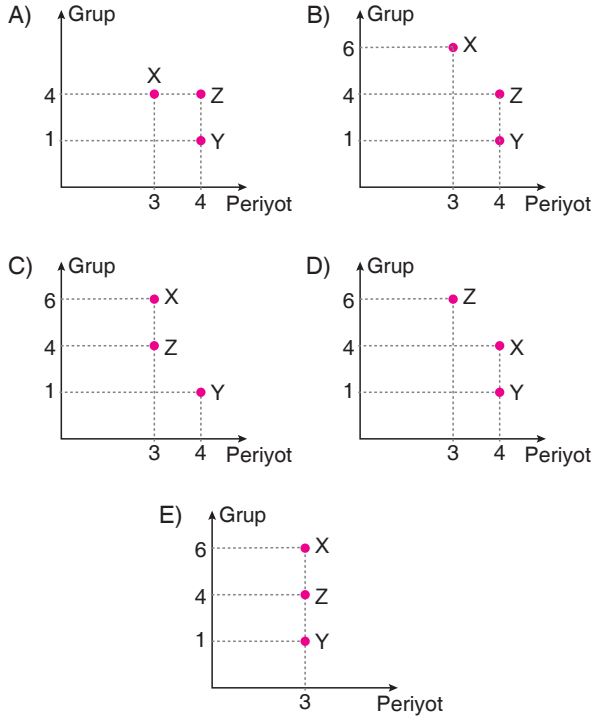 A) Grup
X
4 Z
1 Y
3 4 Periyot
B) Grup
6 X
4 Z
1 Y
3 4 Periyot
C) Grup
6 X
4 Z
1 Y
3 4 Periyot
D) Grup
6 Z
4 X
1 Y
3 4 Periyot
E) Grup
6 X
4 Z
1 Y
3 Periyot